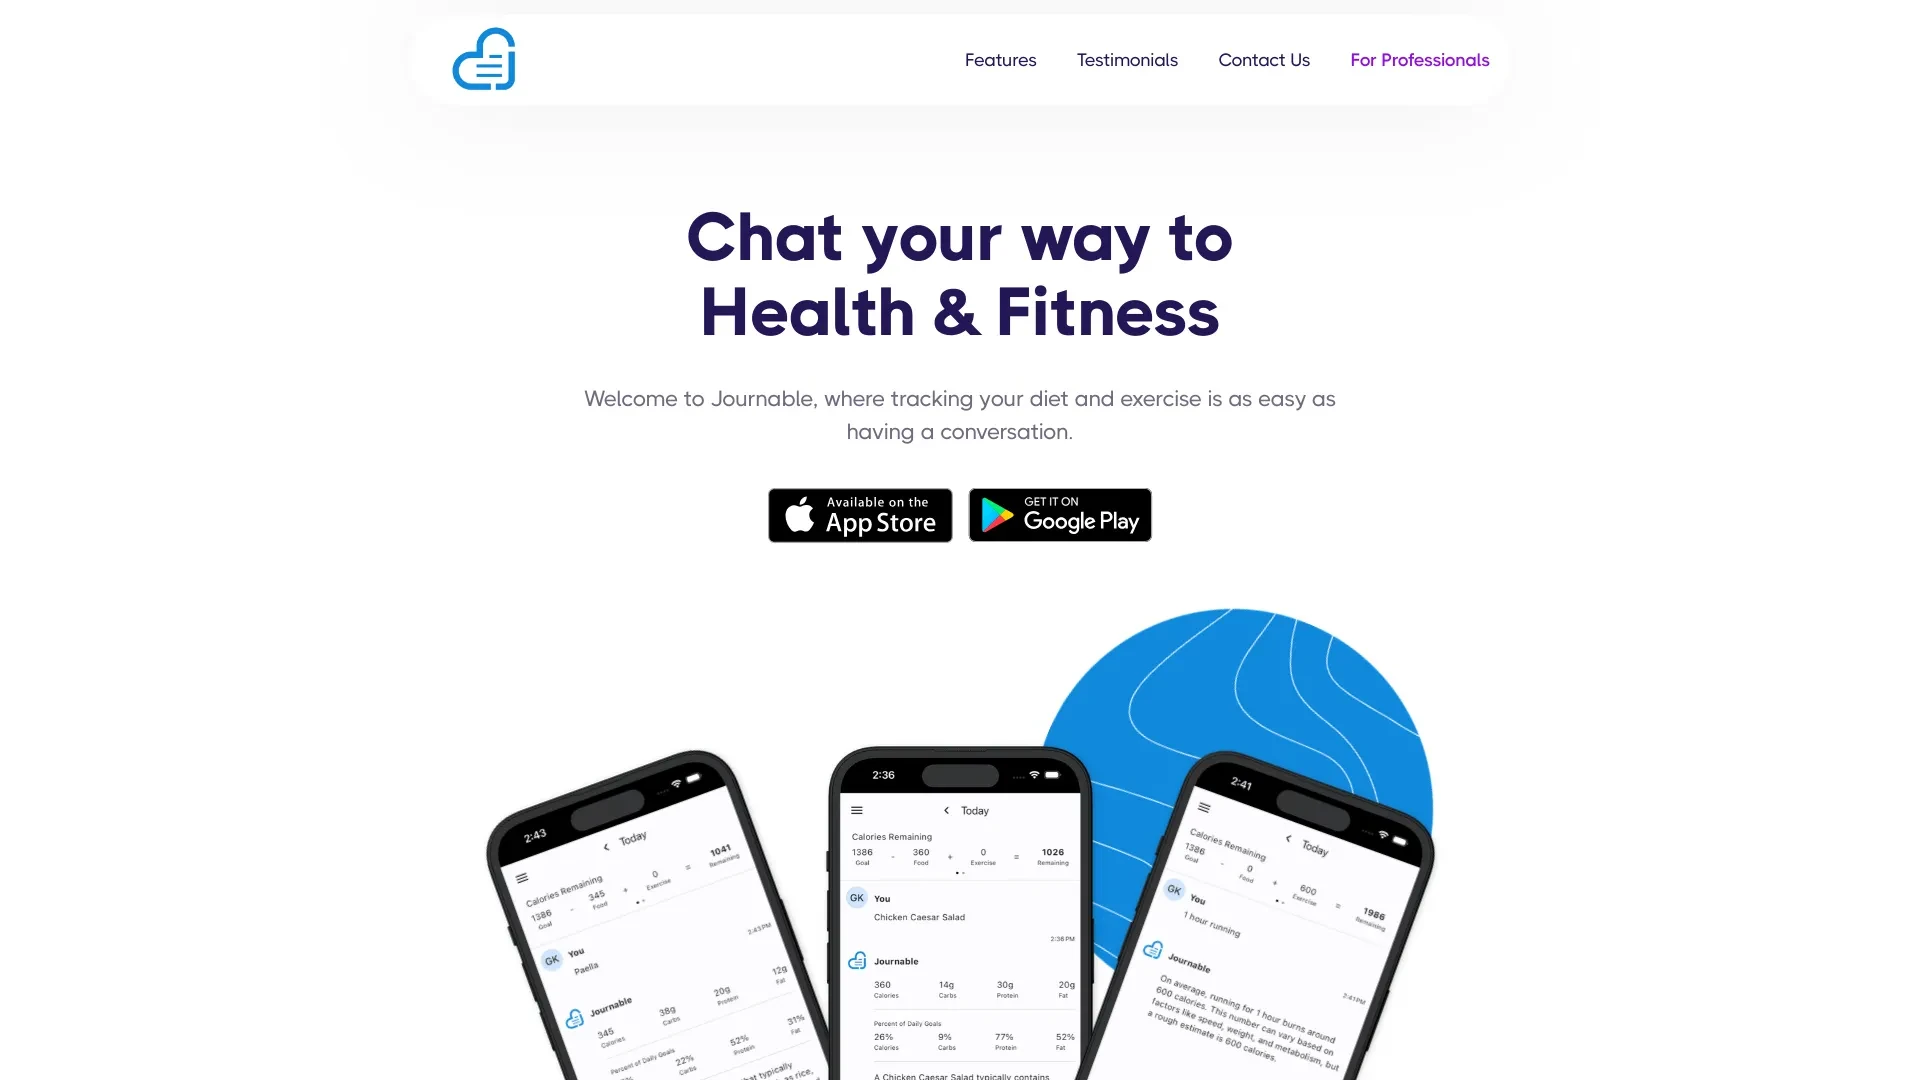 Features Testimonials Contact Us For Professionals
Chat your way to
Health & Fitness
Welcome to Journable, where tracking your diet and exercise is as easy as
having a conversation.
Available on the
App Store
GET IT ON
Google Play
2:43
Today
Calories Remaining
1386 - 345 + 0 = 1041
Goal Food Exercise Remaining
GK You
Paella
2:43 PM
Journable
345 38g 20g 12g
Calories Carbs Protein Fat
Percent of Daily Goals
22% 52% 31%
Carbs Protein Fat
that typically
as rice,
2:36
Today
Calories Remaining
1386 - 360 + 0 = 1026
Goal Food Exercise Remaining
GK You
Chicken Caesar Salad
2:36 PM
Journable
360 14g 30g 20g
Calories Carbs Protein Fat
Percent of Daily Goals
26% 9% 77% 52%
Calories Carbs Protein Fat
A Chicken Caesar Salad typically contains
2:41
Today
Calories Remaining
1386 - 0 + 600 = 1986
Goal Food Exercise Remaining
GK You
1 hour running
2:41 PM
Journable
On average, running for 1 hour burns around
600 calories. This number can vary based on
factors like speed, weight, and metabolism, but
a rough estimate is 600 calories.